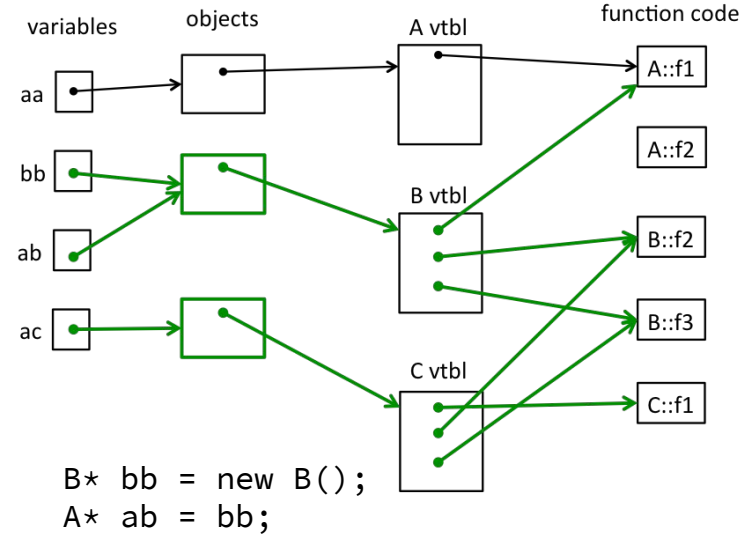 variables
objects
A vtbl
function code
aa
A::f1
A::f2
bb
B vtbl
ab
B::f2
ac
B::f3
C vtbl
C::f1
B* bb = new B();
A* ab = bb;